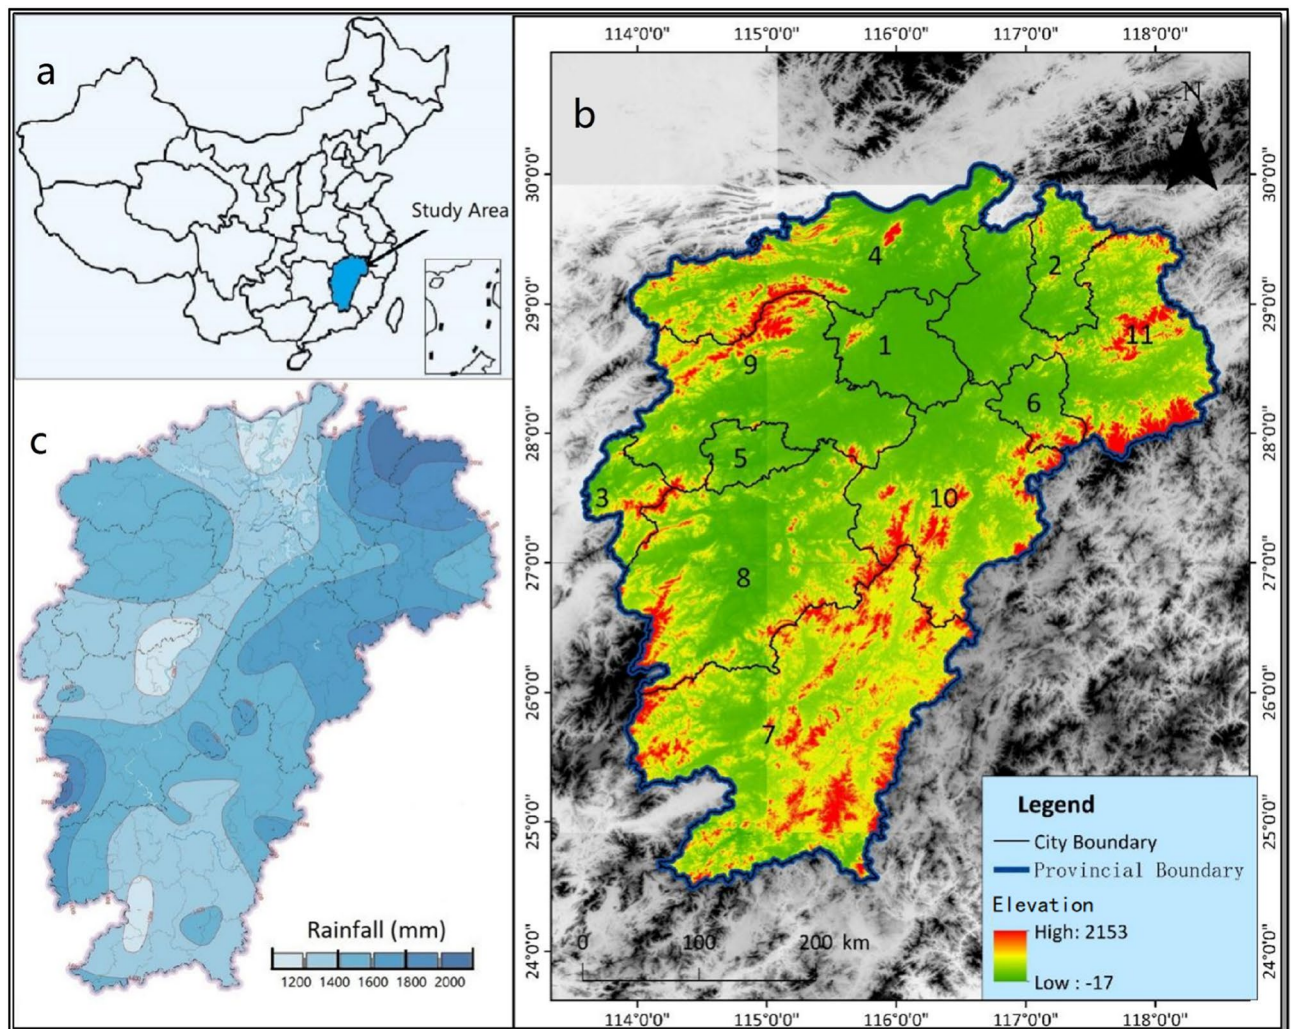 a
Study Area
c
Rainfall (mm)
1200 1400 1600 1800 2000
114°0'0" 115°0'0" 116°0'0" 117°0'0" 118°0'0"
b
N
30°0'0" 30°0'0"
29°0'0" 29°0'0"
28°0'0" 28°0'0"
27°0'0" 27°0'0"
26°0'0" 26°0'0"
25°0'0" 25°0'0"
24°0'0" 24°0'0"
4
2
11
1
9
6
5
3
10
8
7
Legend
City Boundary
Provincial Boundary
Elevation
High: 2153
Low : -17
0 100 200 km
114°0'0" 115°0'0" 116°0'0" 117°0'0" 118°0'0"